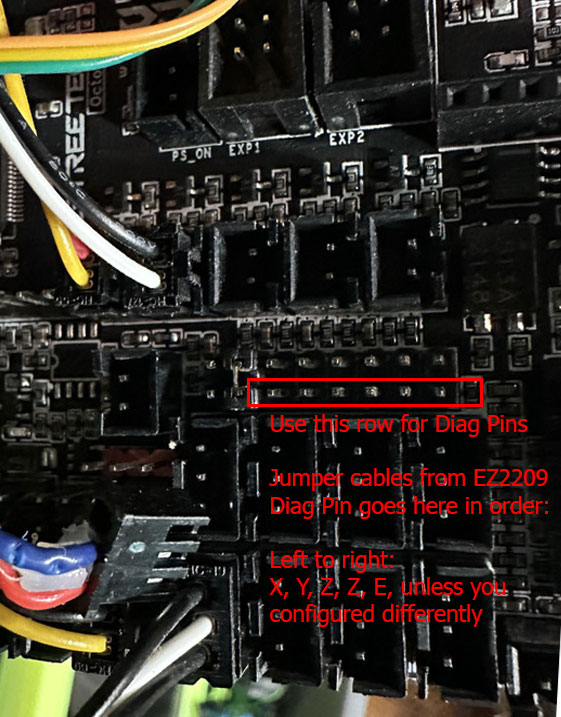 REETE
Octo
PS_ON
EXP1
EXP2
Use this row for Diag Pins
Jumper cables from EZ2209
Diag Pin goes here in order:
Left to right:
X, Y, Z, Z, E, unless you
configured differently